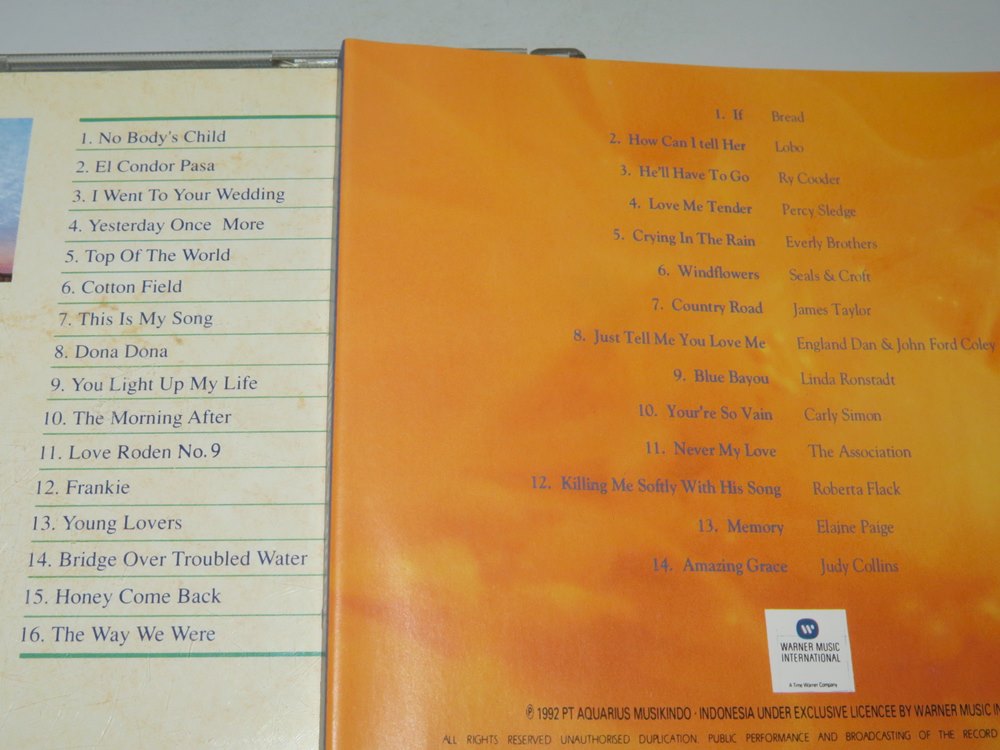 1. No Body's Child
2. El Condor Pasa
3. I Went To Your Wedding
4. Yesterday Once More
5. Top Of The World
6. Cotton Field
7. This Is My Song
8. Dona Dona
9. You Light Up My Life
10. The Morning After
11. Love Roden No.9
12. Frankie
13. Young Lovers
14. Bridge Over Troubled Water
15. Honey Come Back
16. The Way We Were
1. If Bread
2. How Can I tell Her Lobo
3. He'll Have To Go Ry Cooder
4. Love Me Tender Percy Sledge
5. Crying In The Rain Everly Brothers
6. Windflowers Seals & Croft
7. Country Road James Taylor
8. Just Tell Me You Love Me England Dan & John Ford Coley
9. Blue Bayou Linda Ronstadt
10. Your're So Vain Carly Simon
11. Never My Love The Association
12. Killing Me Softly With His Song Roberta Flack
13. Memory Elaine Paige
14. Amazing Grace Judy Collins
WARNER MUSIC
INTERNATIONAL
A Time Warner Company
℗ 1992 PT AQUARIUS MUSIKINDO · INDONESIA UNDER EXCLUSIVE LICENCEE BY WARNER MUSIC IN
ALL RIGHTS RESERVED. UNAUTHORISED DUPLICATION. PUBLIC PERFORMANCE AND BROADCASTING OF THE RECORD